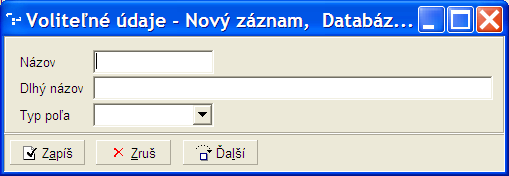 Voliteľné údaje - Nový záznam, Databáz...
Názov
Dlhý názov
Typ poľa
Zapíš Zruš Ďalší